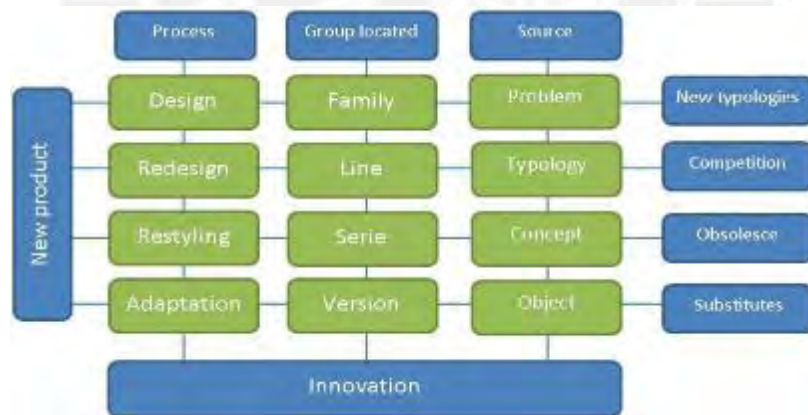 Process Group located Source
Design Family Problem New typologies
Redesign Line Typology Competition
New product
Restyling Serie Concept Obsolesce
Adaptation Version Object Substitutes
Innovation